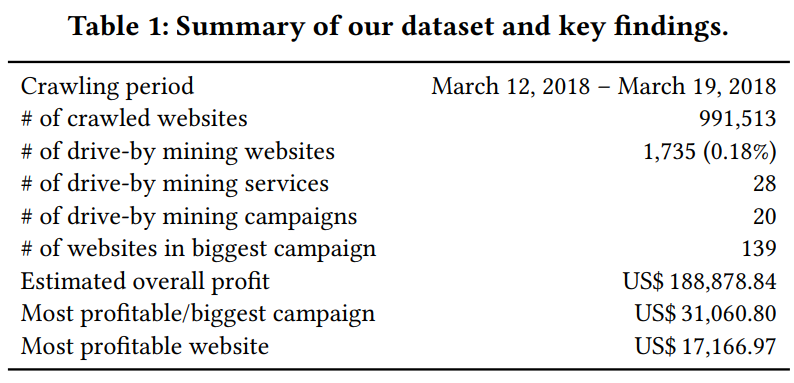 Table 1: Summary of our dataset and key findings.
Crawling period March 12, 2018 – March 19, 2018
# of crawled websites 991,513
# of drive-by mining websites 1,735 (0.18%)
# of drive-by mining services 28
# of drive-by mining campaigns 20
# of websites in biggest campaign 139
Estimated overall profit US$ 188,878.84
Most profitable/biggest campaign US$ 31,060.80
Most profitable website US$ 17,166.97